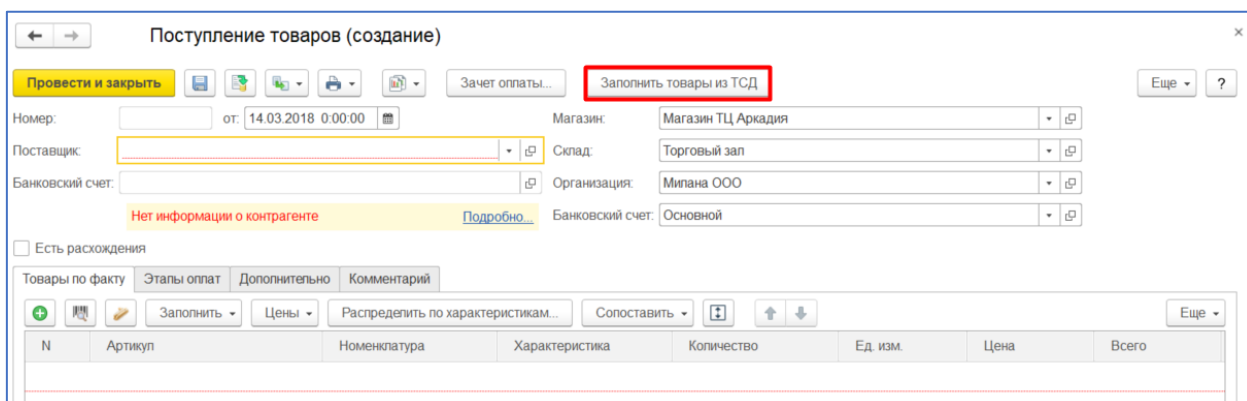 Поступление товаров (создание)
Провести и закрыть Зачет оплаты... Заполнить товары из ТСД Еще ?
Номер: от: 14.03.2018 0:00:00 Магазин: Магазин ТЦ Аркадия
Поставщик: Склад: Торговый зал
Банковский счет: Организация: Милана ООО
Нет информации о контрагенте Подробно... Банковский счет: Основной
Есть расхождения
Товары по факту Этапы оплат Дополнительно Комментарий
Заполнить Цены Распределить по характеристикам... Сопоставить Еще
N Артикул Номенклатура Характеристика Количество Ед. изм. Цена Всего